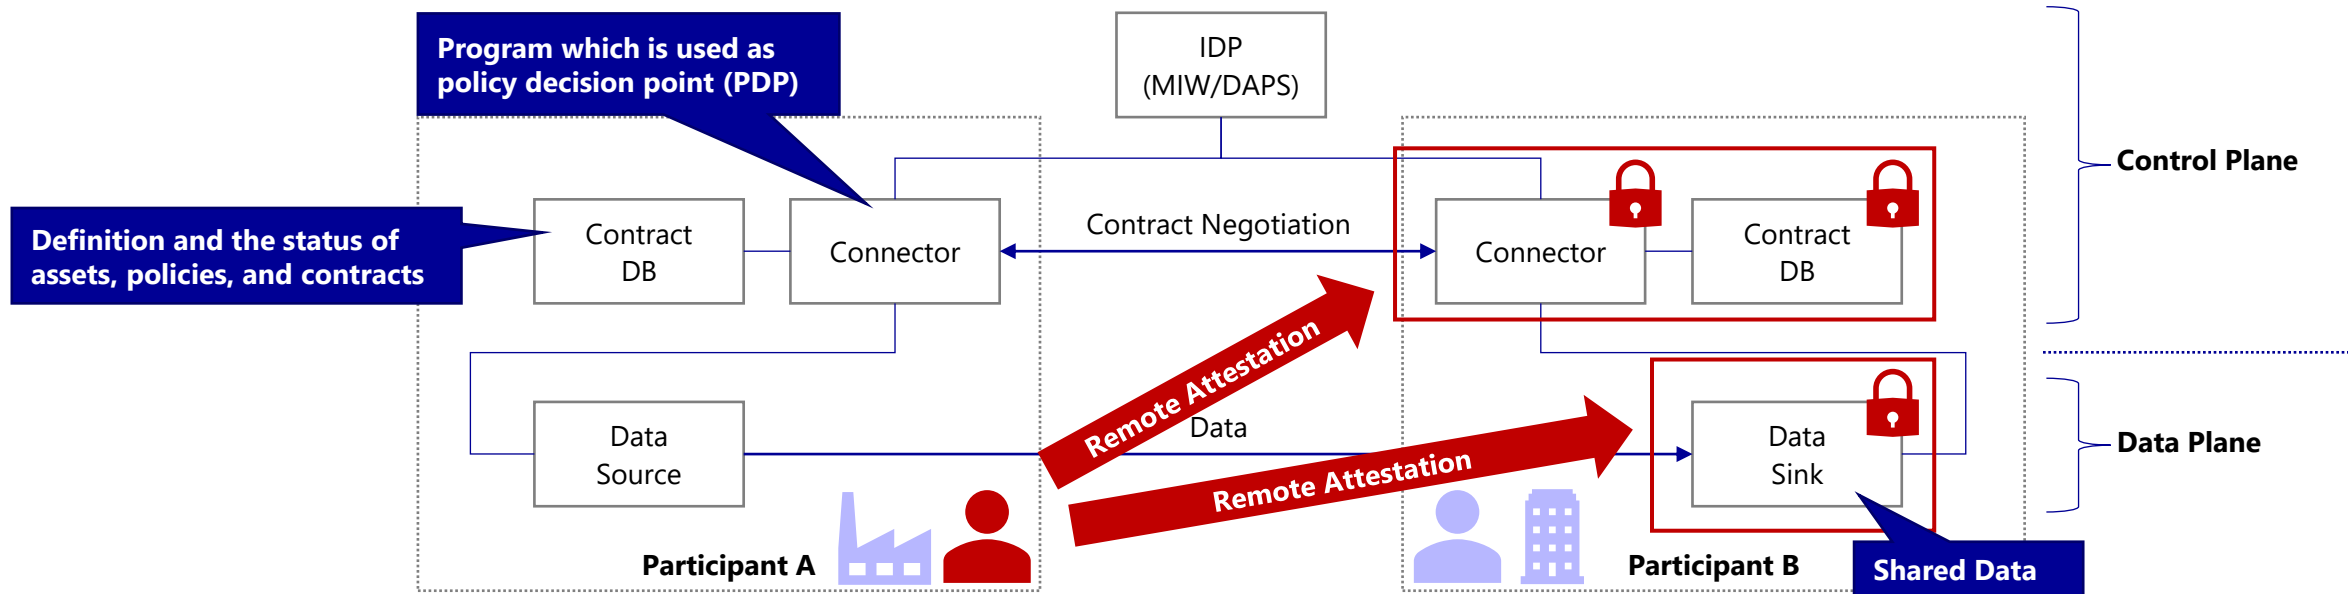 Program which is used as
policy decision point (PDP)
IDP
(MIW/DAPS)
Control Plane
Definition and the status of
assets, policies, and contracts
Contract
DB
Connector
Contract Negotiation
Connector
Contract
DB
Remote Attestation
Data
Source
Data
Remote Attestation
Data
Sink
Data Plane
Participant A
Participant B
Shared Data